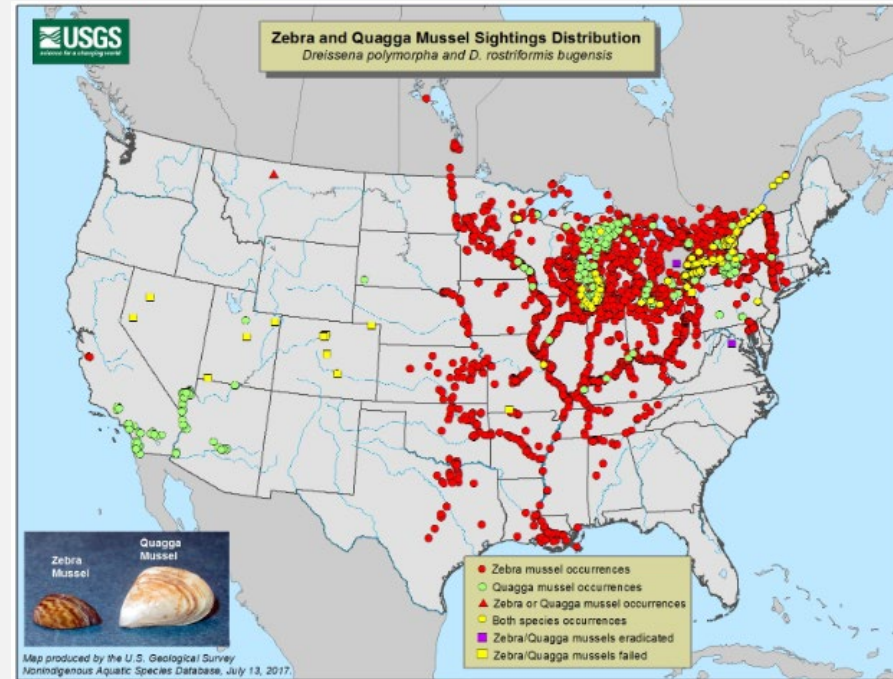 USGS
science for a changing world
Zebra and Quagga Mussel Sightings Distribution
Dreissena polymorpha and D. rostriformis bugensis
Zebra
Mussel
Quagga
Mussel
Zebra mussel occurrences
Quagga mussel occurrences
Zebra or Quagga mussel occurrences
Both species occurrences
Zebra/Quagga mussels eradicated
Zebra/Quagga mussels failed
Map produced by the U.S. Geological Survey
Nonindigenous Aquatic Species Database, July 13, 2017.